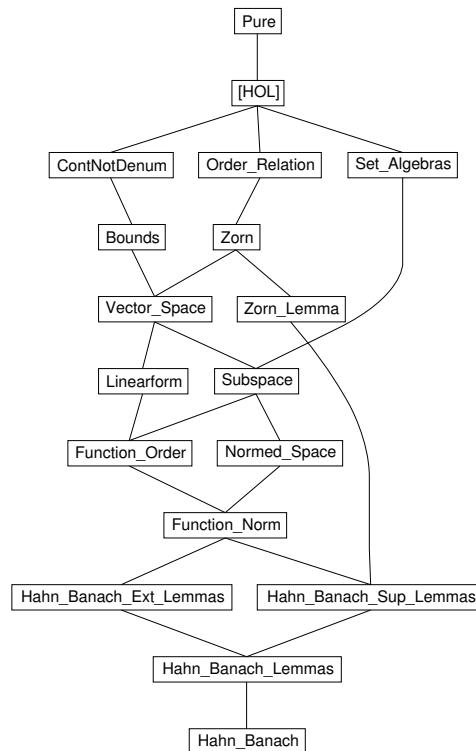 Pure
[HOL]
ContNotDenum
Order_Relation
Set_Algebras
Bounds
Zorn
Vector_Space
Zorn_Lemma
Linearform
Subspace
Function_Order
Normed_Space
Function_Norm
Hahn_Banach_Ext_Lemmas
Hahn_Banach_Sup_Lemmas
Hahn_Banach_Lemmas
Hahn_Banach